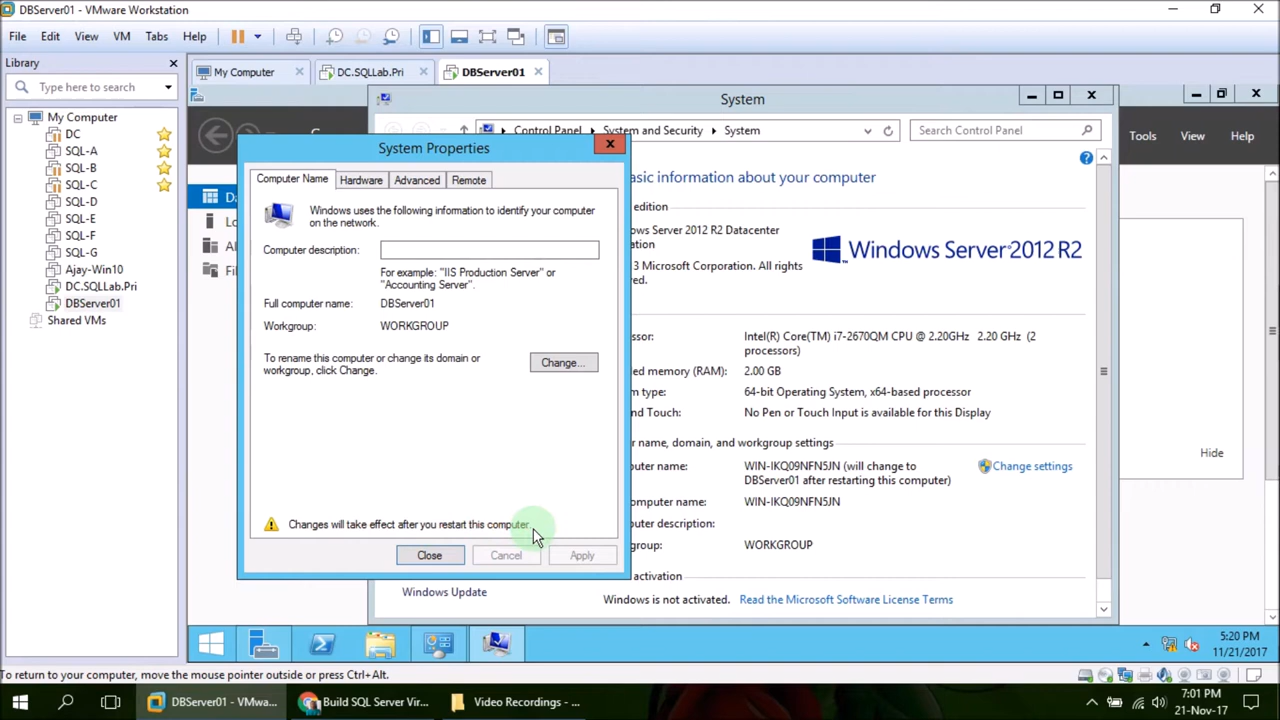 DBServer01 - VMware Workstation
File Edit View VM Tabs Help
Library
Type here to search
My Computer
DC
SQL-A
SQL-B
SQL-C
SQL-D
SQL-E
SQL-F
SQL-G
Ajay-Win10
DC.SQLLab.Pri
DBServer01
Shared VMs
My Computer DC.SQLLab.Pri DBServer01
System
Control Panel System and Security System
Search Control Panel
Tools View Help
System Properties
Computer Name Hardware Advanced Remote
Windows uses the following information to identify your computer
on the network.
Computer description:
For example: "IIS Production Server" or
"Accounting Server".
Full computer name: DBServer01
Workgroup: WORKGROUP
To rename this computer or change its domain or
workgroup, click Change.
Change...
Changes will take effect after you restart this computer.
Close Cancel Apply
asic information about your computer
edition
ws Server 2012 R2 Datacenter
3 Microsoft Corporation. All rights
Windows Server 2012 R2
ssor: Intel(R) Core(TM) i7-2670QM CPU @ 2.20GHz 2.20 GHz (2
processors)
ed memory (RAM): 2.00 GB
m type: 64-bit Operating System, x64-based processor
nd Touch: No Pen or Touch Input is available for this Display
r name, domain, and workgroup settings
uter name: WIN-IKQ09NFN5JN (will change to
DBServer01 after restarting this computer)
Change settings
omputer name: WIN-IKQ09NFN5JN
uter description:
group: WORKGROUP
activation
Windows is not activated. Read the Microsoft Software License Terms
Windows Update
Hide
5:20 PM
11/21/2017
To return to your computer, move the mouse pointer outside or press Ctrl+Alt.
DBServer01 - VMwa... Build SQL Server Vir... Video Recordings - ...
7:01 PM
21-Nov-17